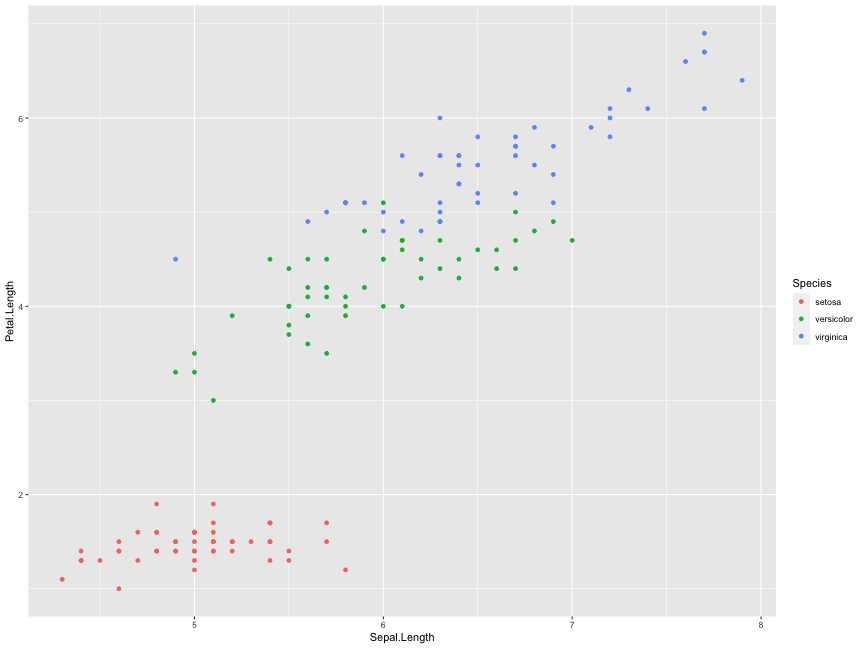 6
4
2
Petal.Length
5
6
7
8
Sepal.Length
Species
setosa
versicolor
virginica